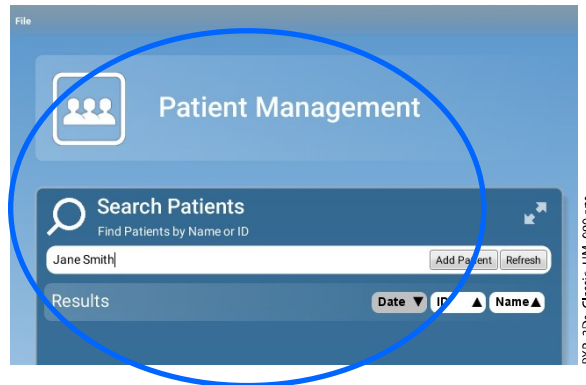 File
Patient Management
Search Patients
Find Patients by Name or ID
Jane Smith
Add Patient Refresh
Results
Date ▼ ID ▲ Name ▲